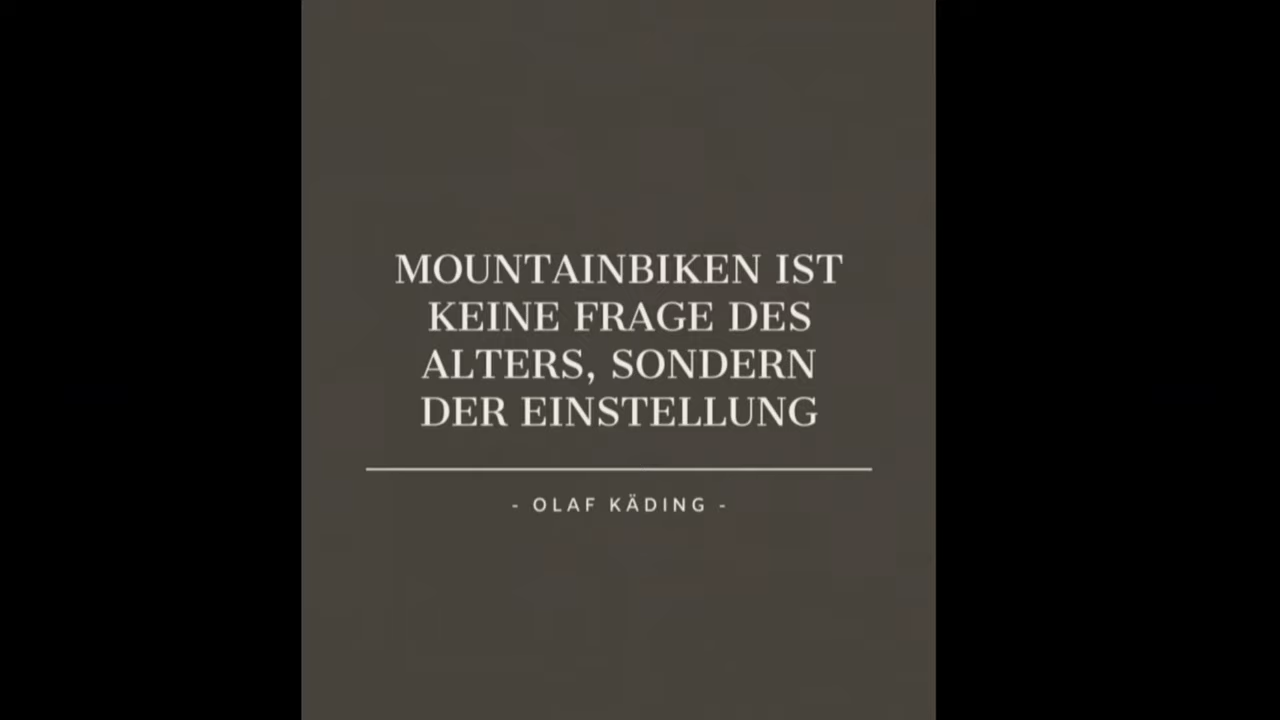 MOUNTAINBIKEN IST
KEINE FRAGE DES
ALTERS, SONDERN
DER EINSTELLUNG
- OLAF KÄDING -